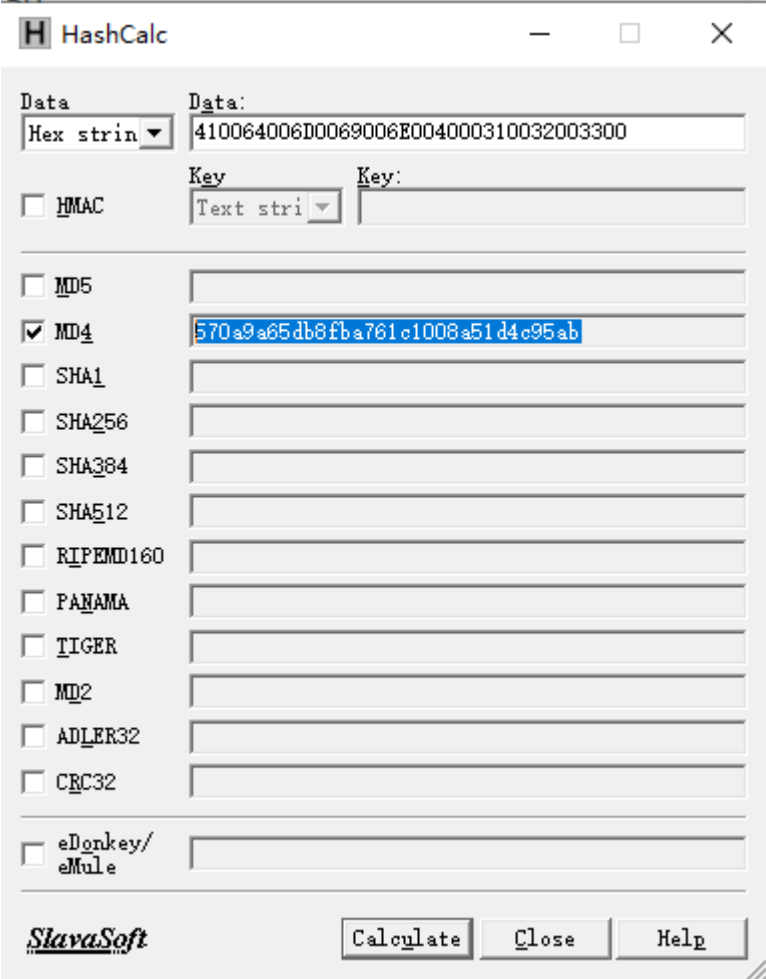 HashCalc
Data
Data:
Hex strin
410064006D0069006E004000310032003300
Key
Key:
HMAC
Text stri
MD5
MD4
570a9a65db8fba761c1008a51d4c95ab
SHA1
SHA256
SHA384
SHA512
RIPEMD160
PANAMA
TIGER
MD2
ADLER32
CRC32
eDonkey/
eMule
SlavaSoft
Calculate
Close
Help